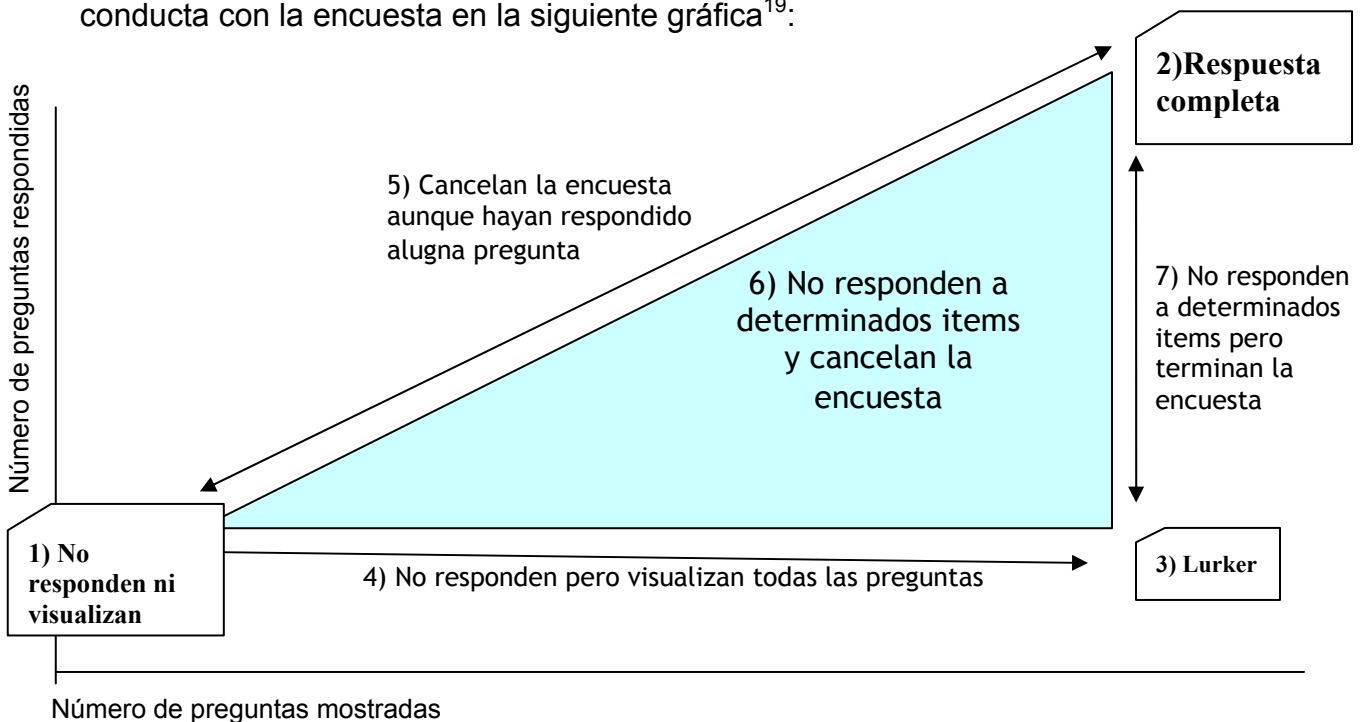 conducta con la encuesta en la siguiente gráfica19:
2)Respuesta
completa
Número de preguntas respondidas
5) Cancelan la encuesta
aunque hayan respondido
alugna pregunta
6) No responden a
determinados items
y cancelan la
encuesta
7) No responden
a determinados
items pero
terminan la
encuesta
1) No
responden ni
visualizan
4) No responden pero visualizan todas las preguntas
3) Lurker
Número de preguntas mostradas